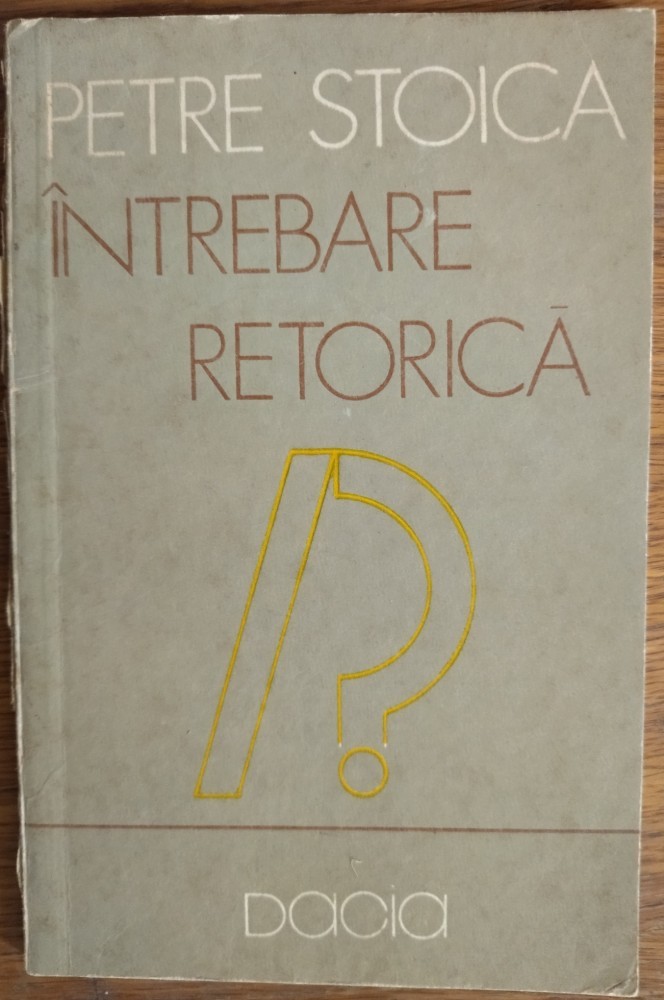 PETRE STOICA
ÎNTREBARE
RETORICĂ
Dacia